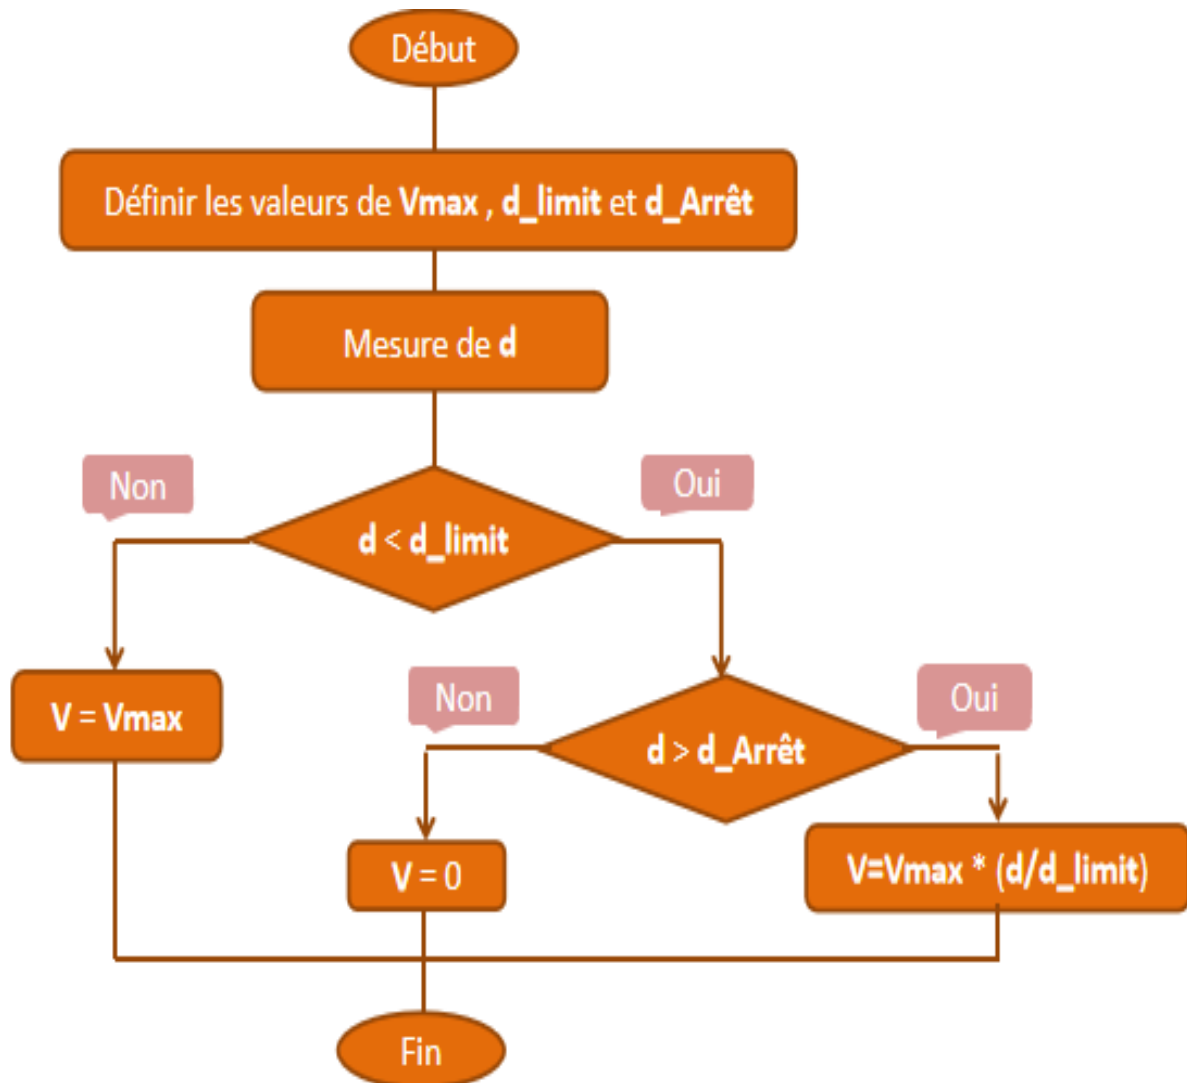 Début
Définir les valeurs de Vmax , d_limit et d_Arrêt
Mesure de d
Non
Oui
d < d_limit
V = Vmax
Non
Oui
d > d_Arrêt
V = 0
V=Vmax * (d/d_limit)
Fin